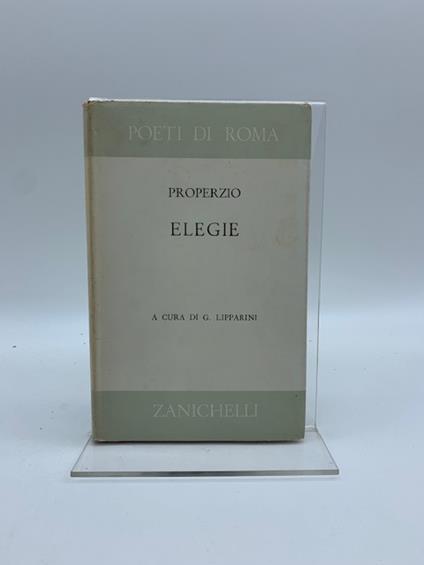 POETI DI ROMA
PROPERZIO
ELEGIE
A CURA DI G. LIPPARINI
ZANICHELLI